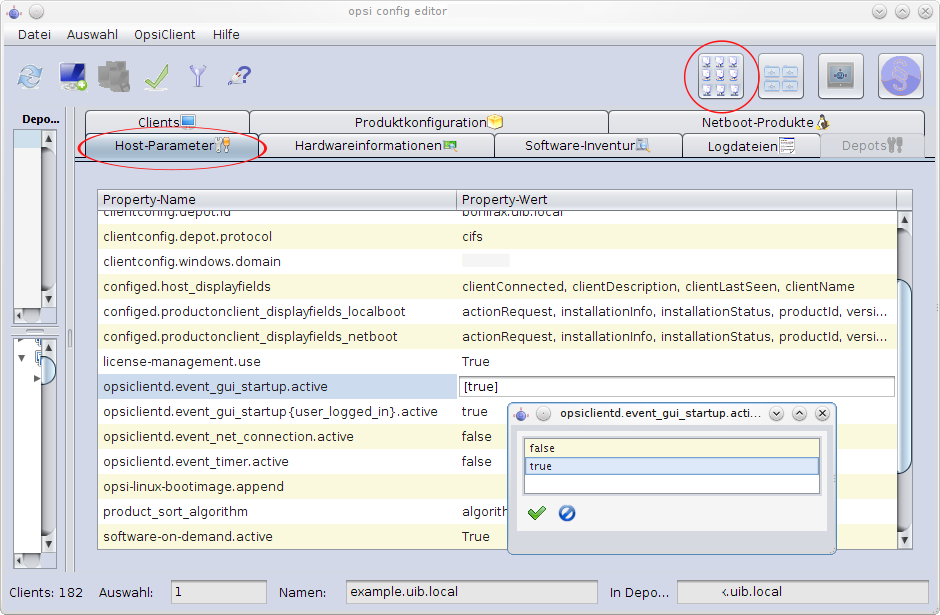 opsi config editor
Datei Auswahl OpsiClient Hilfe
Depo...
Clients Produktkonfiguration Netboot-Produkte
Host-Parameter Hardwareinformationen Software-Inventur Logdateien Depots
Property-Name Property-Wert
clientconfig.depot.id bonifax.uib.local
clientconfig.depot.protocol cifs
clientconfig.windows.domain
configed.host_displayfields clientConnected, clientDescription, clientLastSeen, clientName
configed.productonclient_displayfields_localboot actionRequest, installationInfo, installationStatus, productId, versi...
configed.productonclient_displayfields_netboot actionRequest, installationInfo, installationStatus, productId, versi...
license-management.use True
opsiclientd.event_gui_startup.active [true]
opsiclientd.event_gui_startup{user_logged_in}.active true
opsiclientd.event_net_connection.active false
opsiclientd.event_timer.active false
opsi-linux-bootimage.append
product_sort_algorithm algorith
software-on-demand.active True
opsiclientd.event_gui_startup.acti...
false
true
Clients: 182 Auswahl: 1 Namen: example.uib.local In Depo... .uib.local